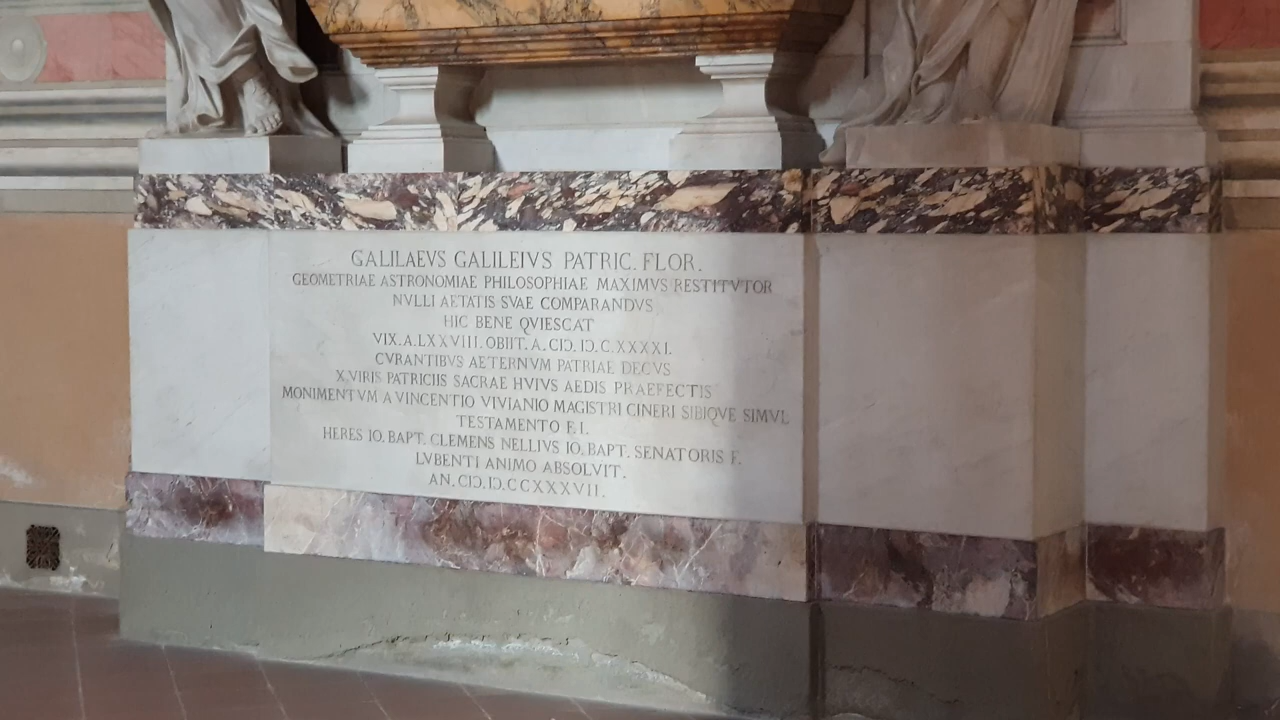 GALILAEVS GALILEIVS PATRIC. FLOR.
GEOMETRIAE ASTRONOMIAE PHILOSOPHIAE MAXIMVS RESTITVTOR
NVLLI AETATIS SVAE COMPARANDVS
HIC BENE QVIESCAT
VIX. A. LXXVIII. OBIIT. A. CIƆ. IƆ. C. XXXXI.
CVRANTIBVS AETERNVM PATRIAE DECVS
X VIRIS PATRICIIS SACRAE HVIVS AEDIS PRAEFECTIS
MONIMENTVM A VINCENTIO VIVIANIO MAGISTRI CINERI SIBIQVE SIMVL
TESTAMENTO F. I.
HERES IO. BAPT. CLEMENS NELLIVS IO. BAPT. SENATORIS F.
LVBENTI ANIMO ABSOLVIT.
AN. CIƆ. IƆ. CCXXXVII.